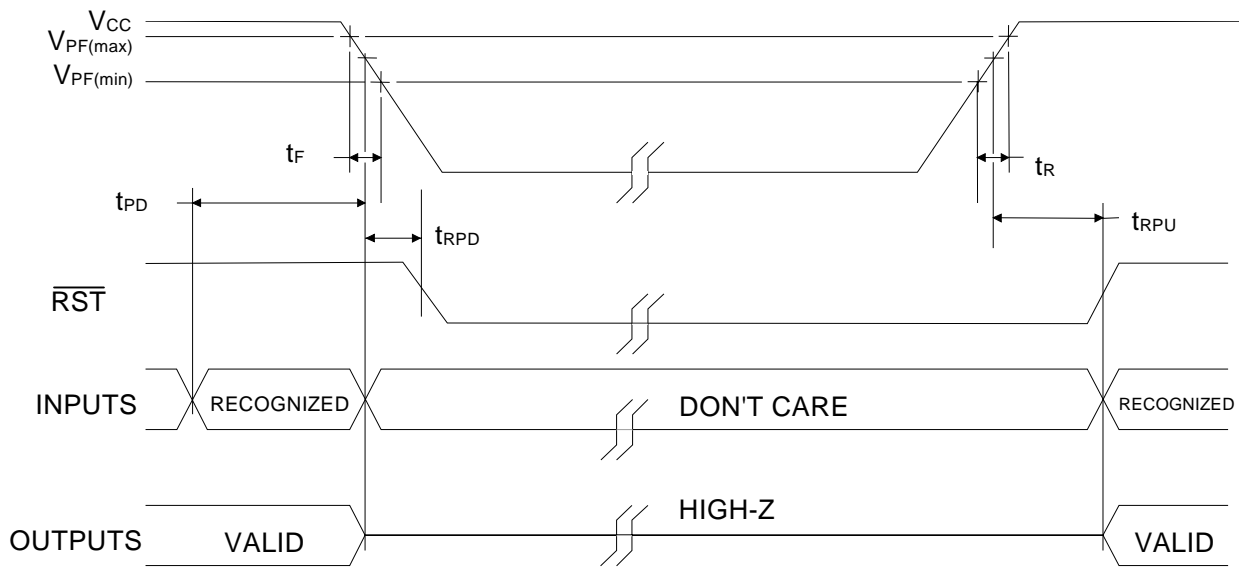 VCC
VPF(max)
VPF(min)
tF
tR
tPD
tRPD
tRPU
RST
INPUTS
RECOGNIZED
DON'T CARE
RECOGNIZED
HIGH-Z
OUTPUTS
VALID
VALID